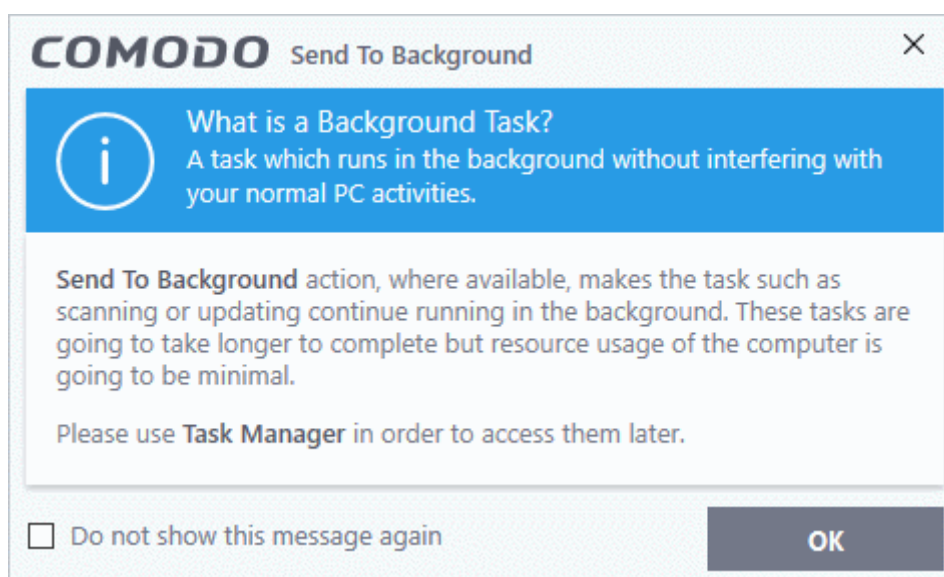 COMODO Send To Background
What is a Background Task?
A task which runs in the background without interfering with
your normal PC activities.
Send To Background action, where available, makes the task such as
scanning or updating continue running in the background. These tasks are
going to take longer to complete but resource usage of the computer is
going to be minimal.
Please use Task Manager in order to access them later.
Do not show this message again
OK